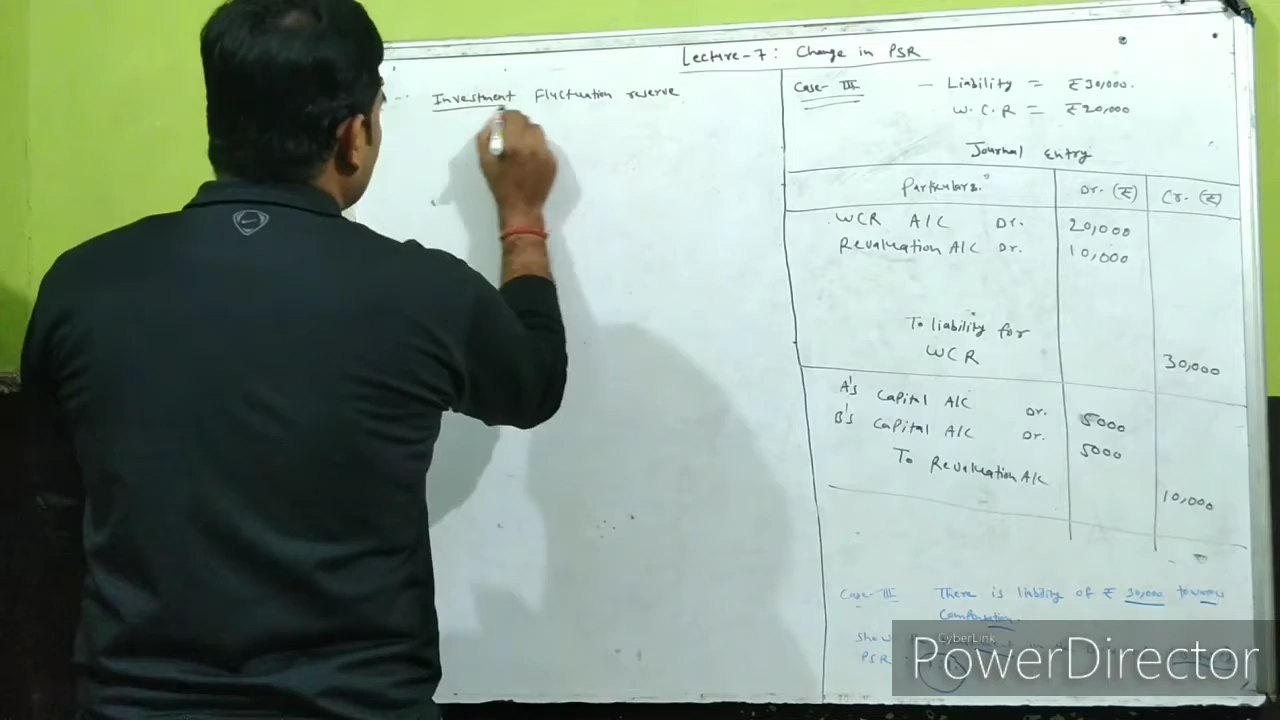 Lecture-7: Change in PSR
Investment Fluctuation reserve
Case- III - Liability = ₹30,000.
W.C.R = ₹20,000
Journal Entry
Particulars. Dr. (₹) Cr. (₹)
WCR A/C Dr. 20,000
Revaluation A/C Dr. 10,000
To liability for
WCR 30,000
A's Capital A/C Dr. 5000
B's Capital A/C Dr. 5000
To Revaluation A/C 10,000
Case- III There is liability of ₹ 30,000 towards
Compensation.
Show
PSR
CyberLink
PowerDirector